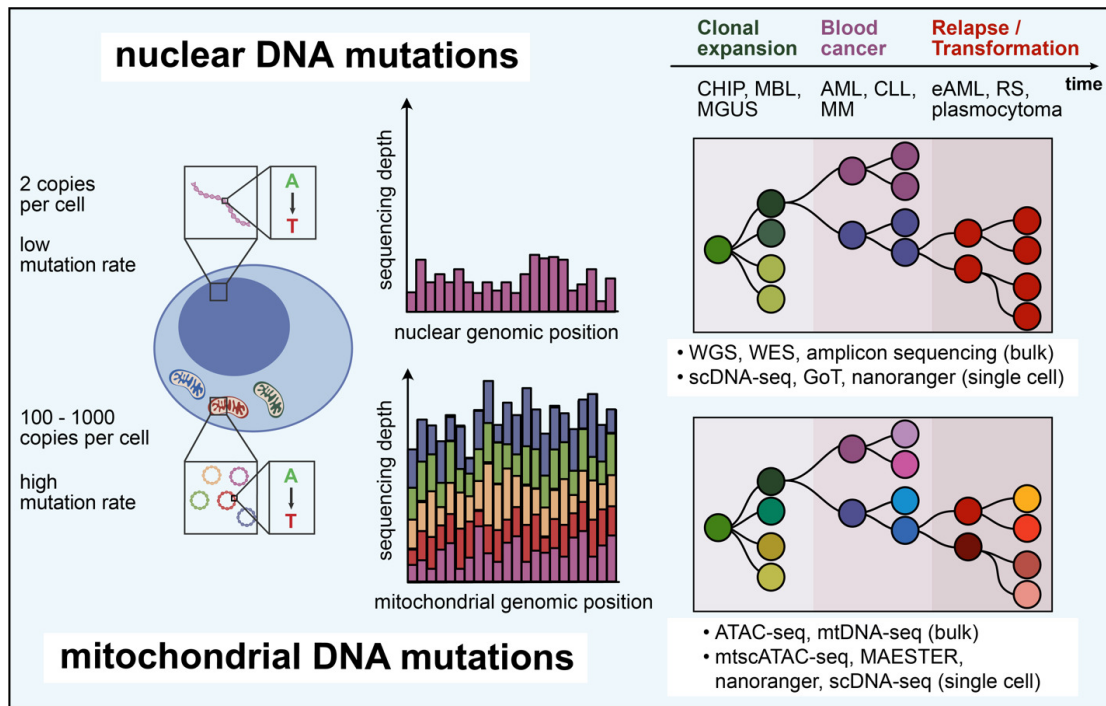 nuclear DNA mutations
2 copies
per cell
low
mutation rate
A
T
100 - 1000
copies per cell
high
mutation rate
A
T
mitochondrial DNA mutations
sequencing depth
nuclear genomic position
sequencing depth
mitochondrial genomic position
Clonal
expansion
Blood
cancer
Relapse /
Transformation
time
CHIP, MBL,
MGUS
AML, CLL,
MM
eAML, RS,
plasmocytoma
• WGS, WES, amplicon sequencing (bulk)
• scDNA-seq, GoT, nanoranger (single cell)
• ATAC-seq, mtDNA-seq (bulk)
• mtscATAC-seq, MAESTER,
nanoranger, scDNA-seq (single cell)